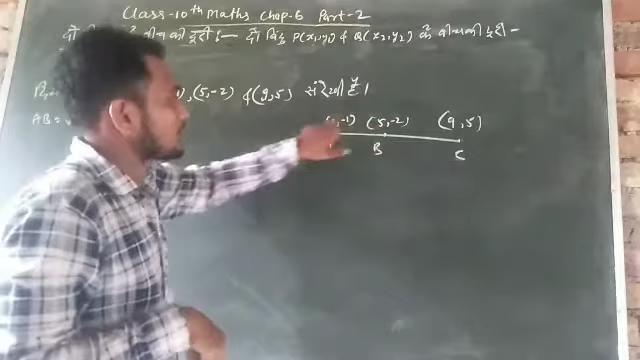 Class-10th Maths Chap-6 Part-2
दो बिन्दु के बीच की दूरी :— दो बिंदु P(x₁,y₁) & Q(x₂,y₂) के बीच की दूरी -
), (5,-2) & (9,5) संरेखी है।
AB=
,-1) (5,-2) (9,5)
B C